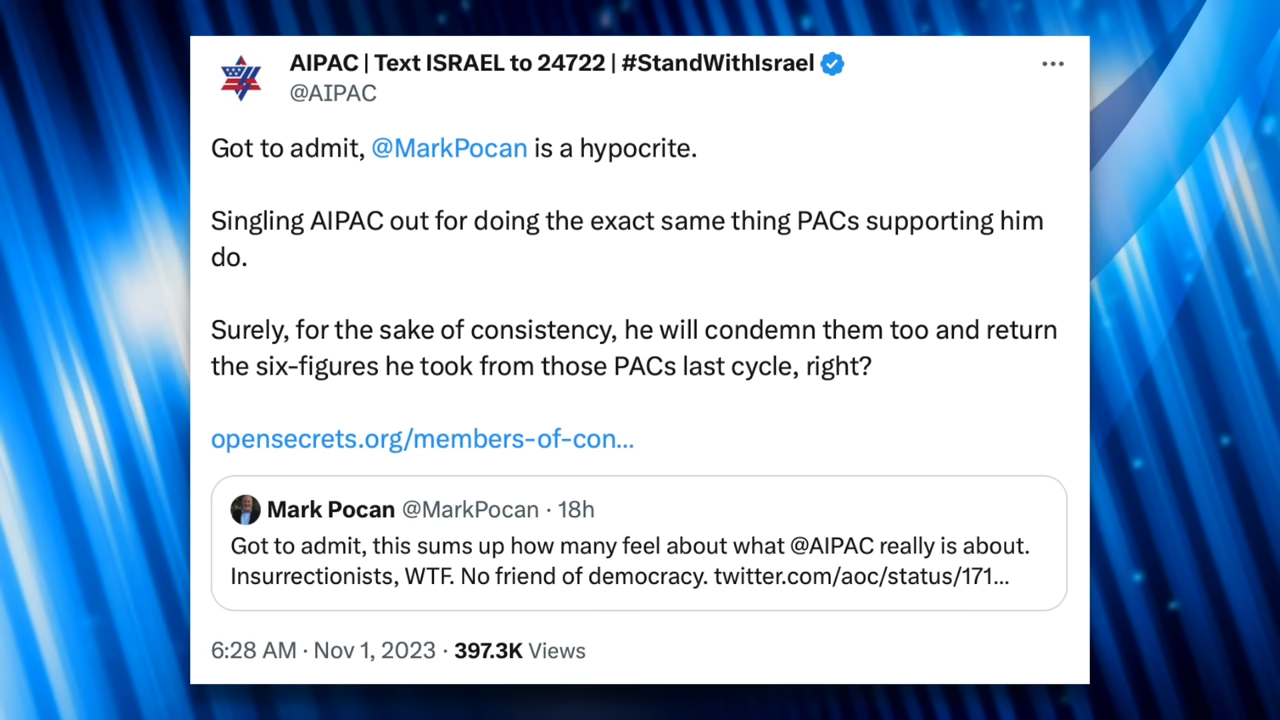 AIPAC | Text ISRAEL to 24722 | #StandWithIsrael
@AIPAC
Got to admit, @MarkPocan is a hypocrite.
Singling AIPAC out for doing the exact same thing PACs supporting him
do.
Surely, for the sake of consistency, he will condemn them too and return
the six-figures he took from those PACs last cycle, right?
opensecrets.org/members-of-con...
Mark Pocan @MarkPocan · 18h
Got to admit, this sums up how many feel about what @AIPAC really is about.
Insurrectionists, WTF. No friend of democracy. twitter.com/aoc/status/171...
6:28 AM · Nov 1, 2023 · 397.3K Views